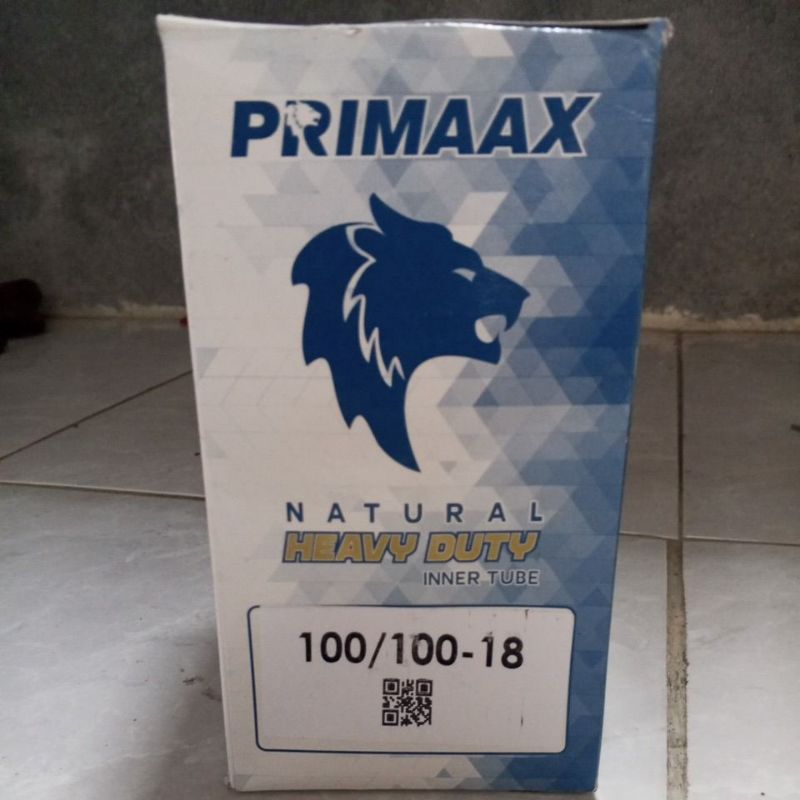 PRIMAAX
NATURAL
HEAVY DUTY
INNER TUBE
100/100-18